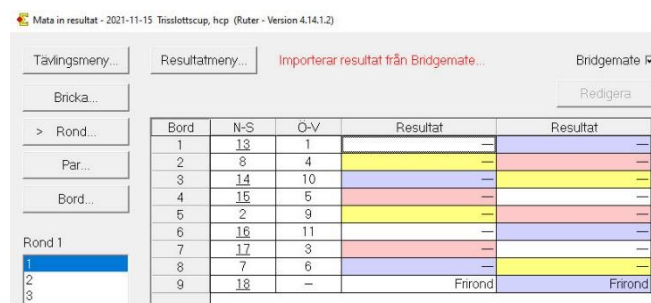 Mata in resultat - 2021-11-15 Trisslottscup, hcp (Ruter - Version 4.14.1.2)
Tävlingsmeny... Resultatmeny... Importerar resultat från Bridgemate... Bridgemate
Bricka... Redigera
> Rond...
Par...
Bord...
Bord N-S Ö-V Resultat Resultat
1 13 1 — —
2 8 4 — —
3 14 10 — —
4 15 5 — —
5 2 9 — —
6 16 11 — —
7 17 3 — —
8 7 6 — —
9 18 – Frirond Frirond
Rond 1
1
2
3